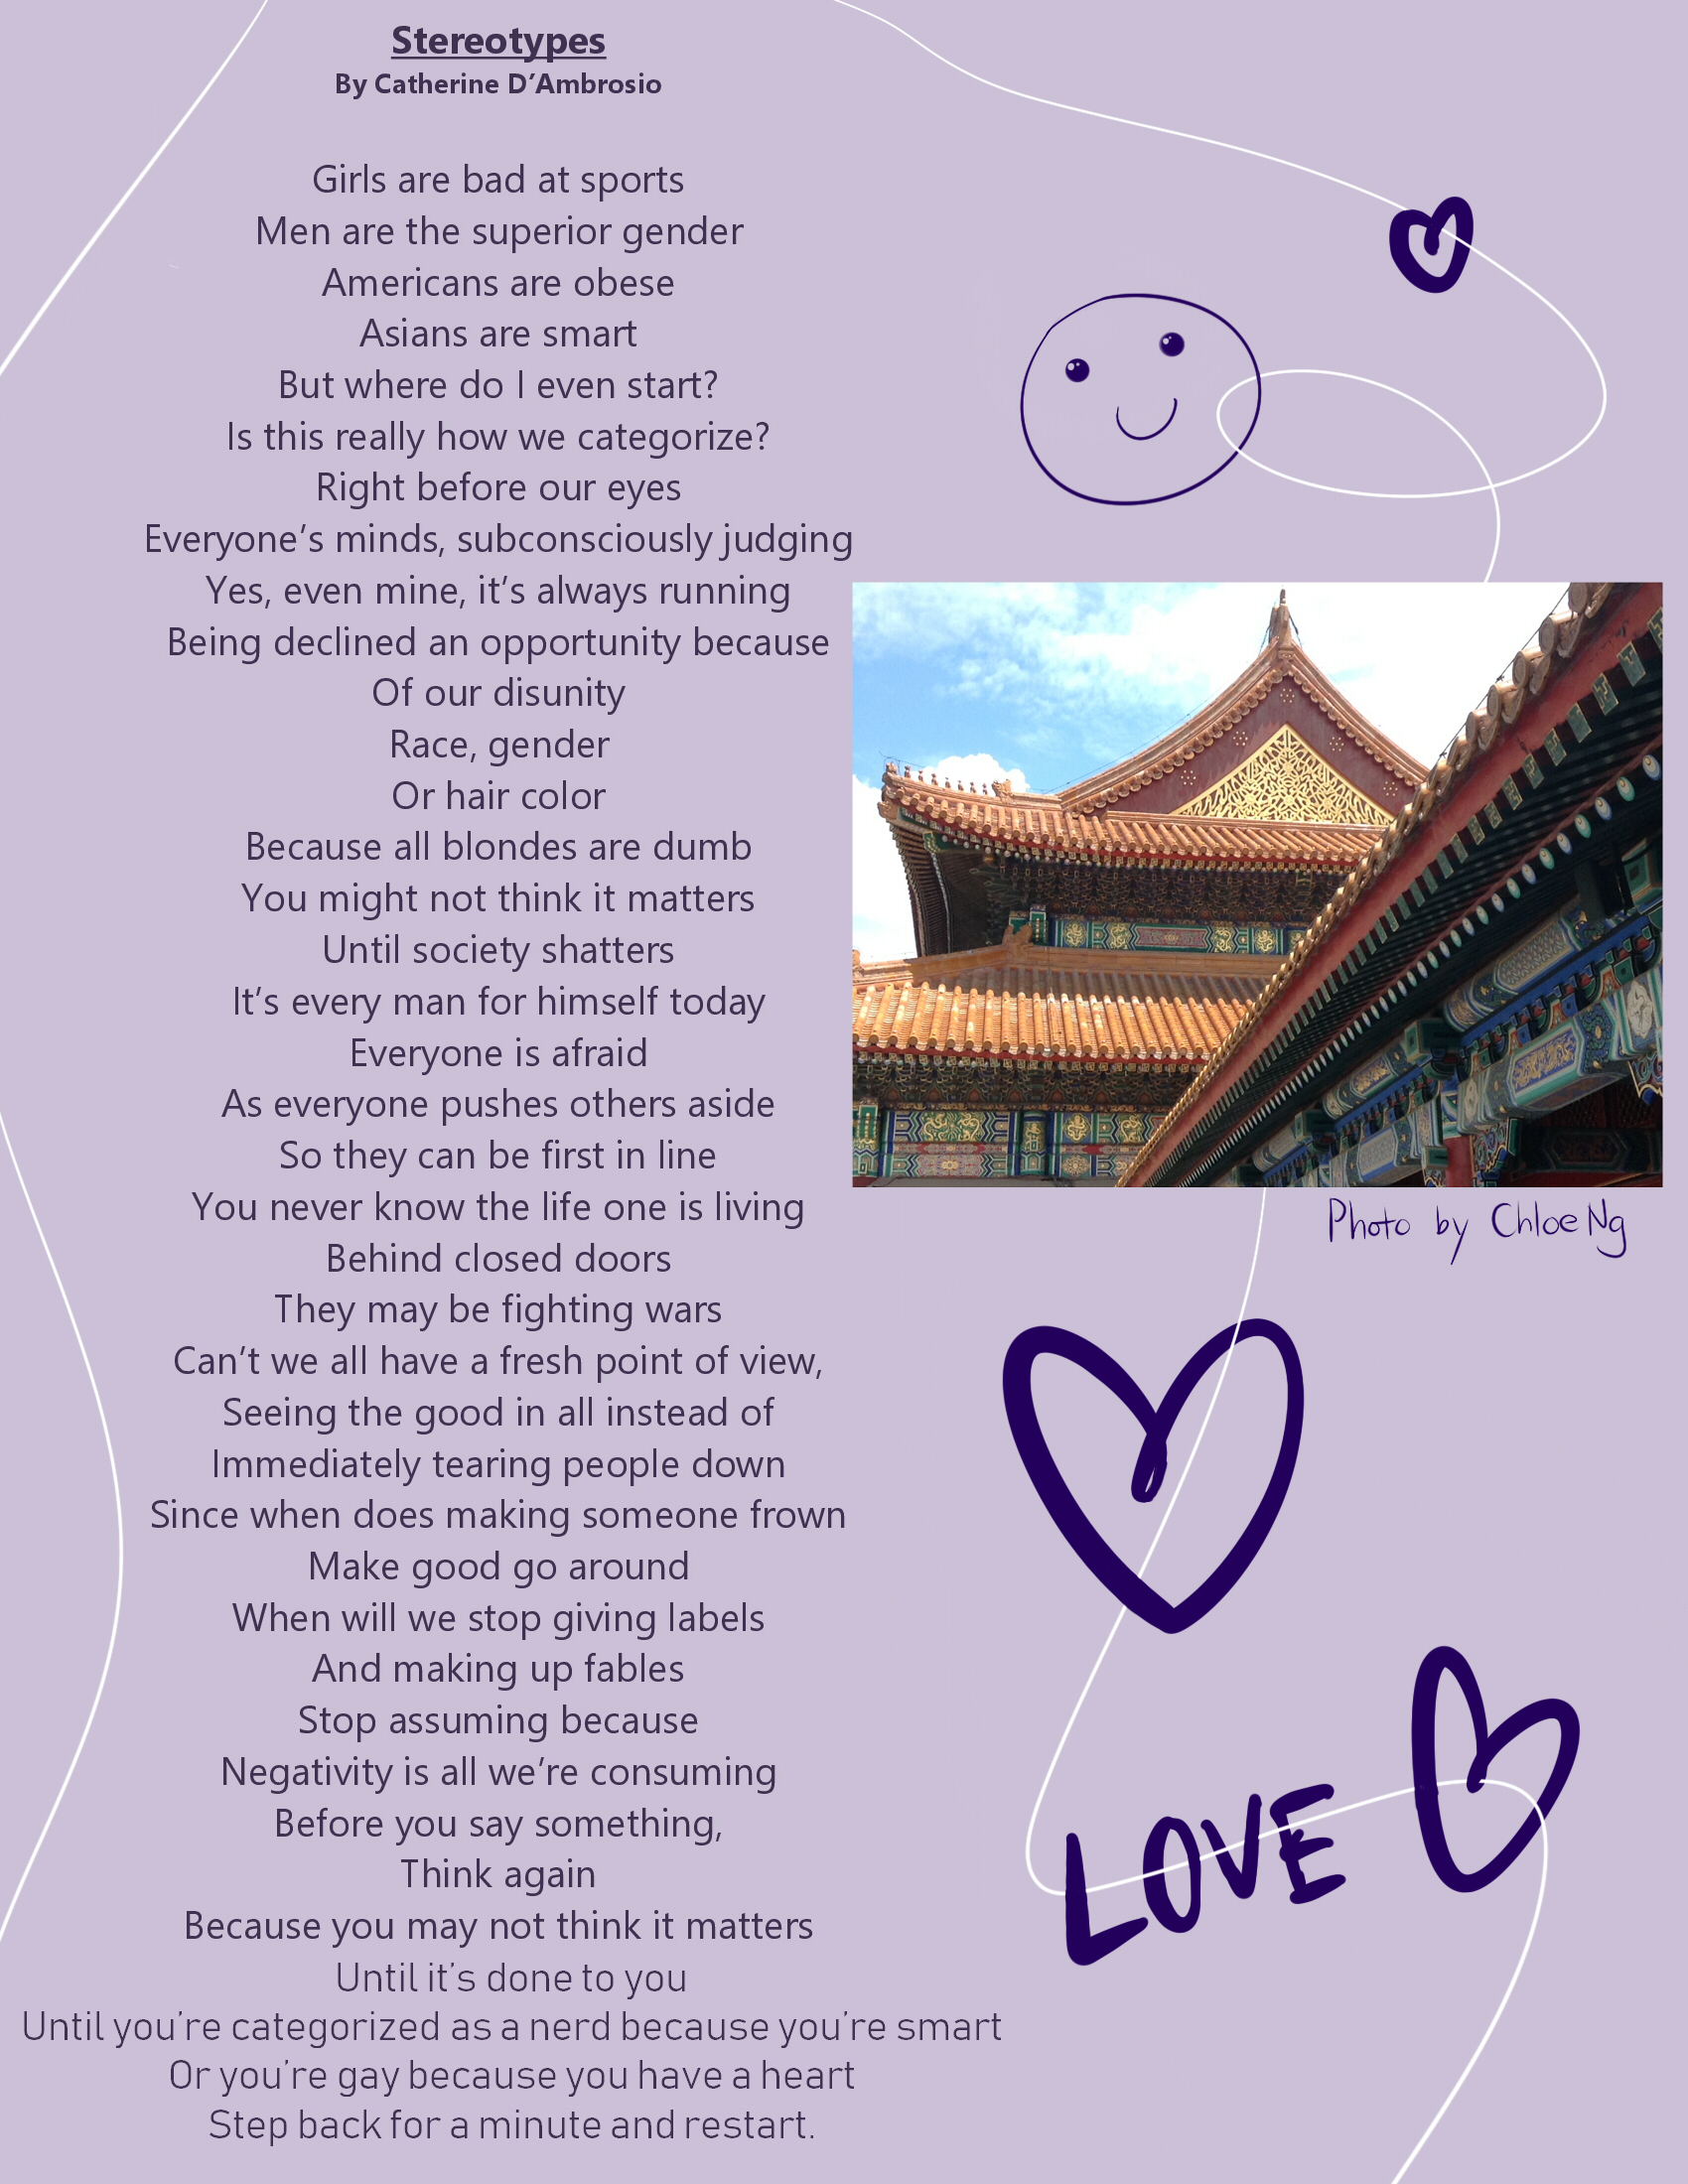 Stereotypes
By Catherine D’Ambrosio
Girls are bad at sports
Men are the superior gender
Americans are obese
Asians are smart
But where do I even start?
Is this really how we categorize?
Right before our eyes
Everyone’s minds, subconsciously judging
Yes, even mine, it’s always running
Being declined an opportunity because
Of our disunity
Race, gender
Or hair color
Because all blondes are dumb
You might not think it matters
Until society shatters
It’s every man for himself today
Everyone is afraid
As everyone pushes others aside
So they can be first in line
You never know the life one is living
Behind closed doors
They may be fighting wars
Can’t we all have a fresh point of view,
Seeing the good in all instead of
Immediately tearing people down
Since when does making someone frown
Make good go around
When will we stop giving labels
And making up fables
Stop assuming because
Negativity is all we’re consuming
Before you say something,
Think again
Because you may not think it matters
Until it’s done to you
Until you’re categorized as a nerd because you’re smart
Or you’re gay because you have a heart
Step back for a minute and restart.
Photo by Chloe Ng
LOVE